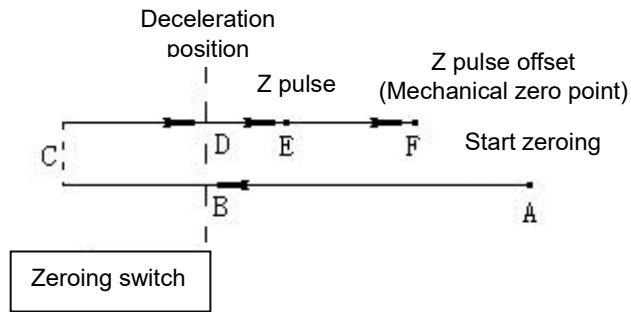 Deceleration
position
Z pulse
Z pulse offset
(Mechanical zero point)
D
E
F
Start zeroing
C
B
A
Zeroing switch